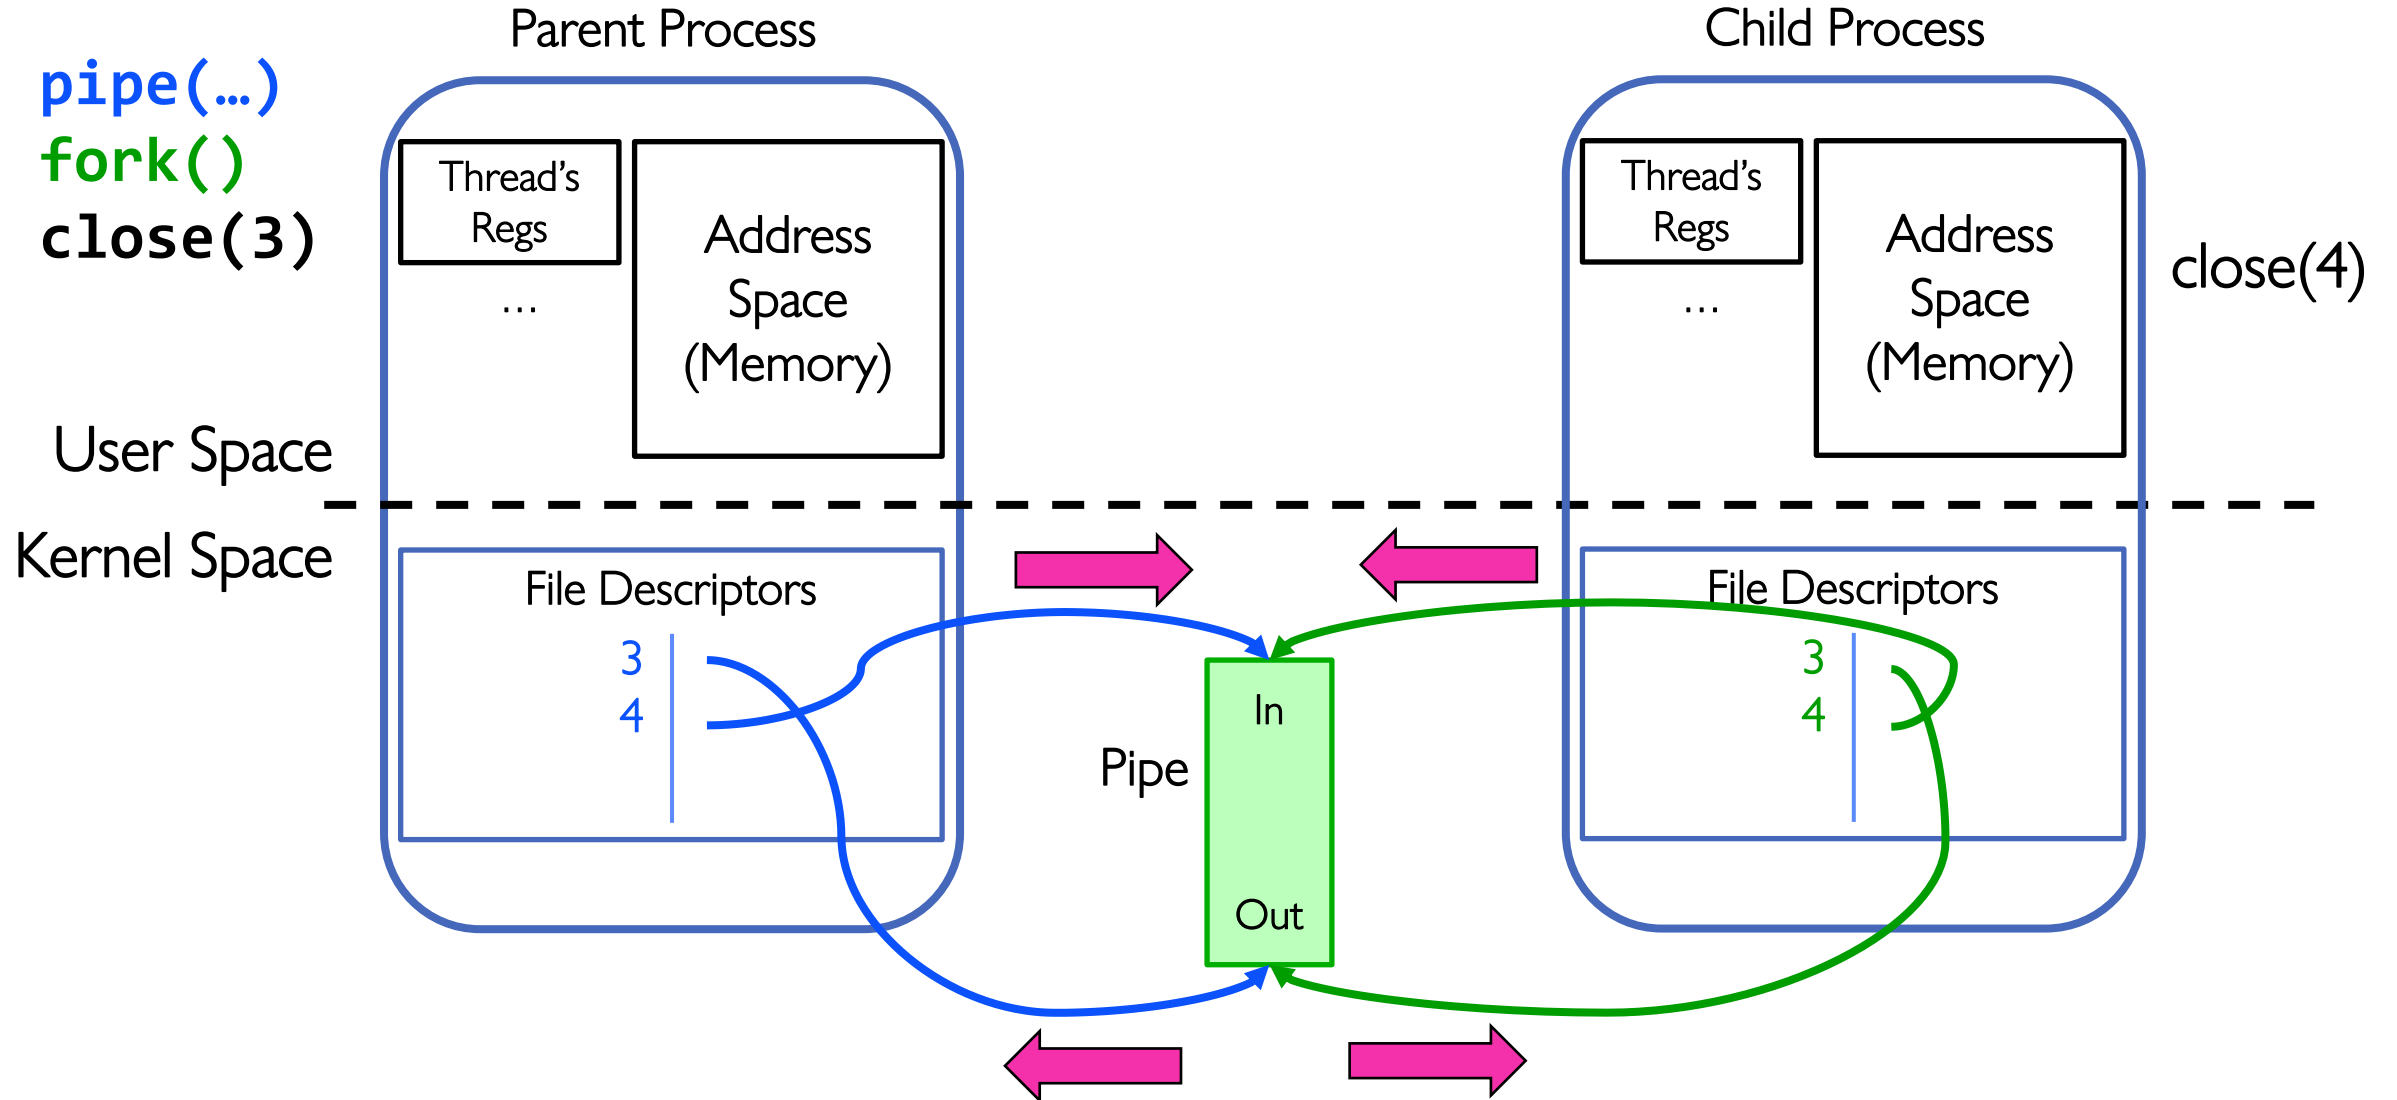 Parent Process
Child Process
pipe(…)
fork()
close(3)
Thread's
Regs
…
Address
Space
(Memory)
Thread's
Regs
…
Address
Space
(Memory)
close(4)
User Space
Kernel Space
File Descriptors
3
4
File Descriptors
3
4
In
Pipe
Out